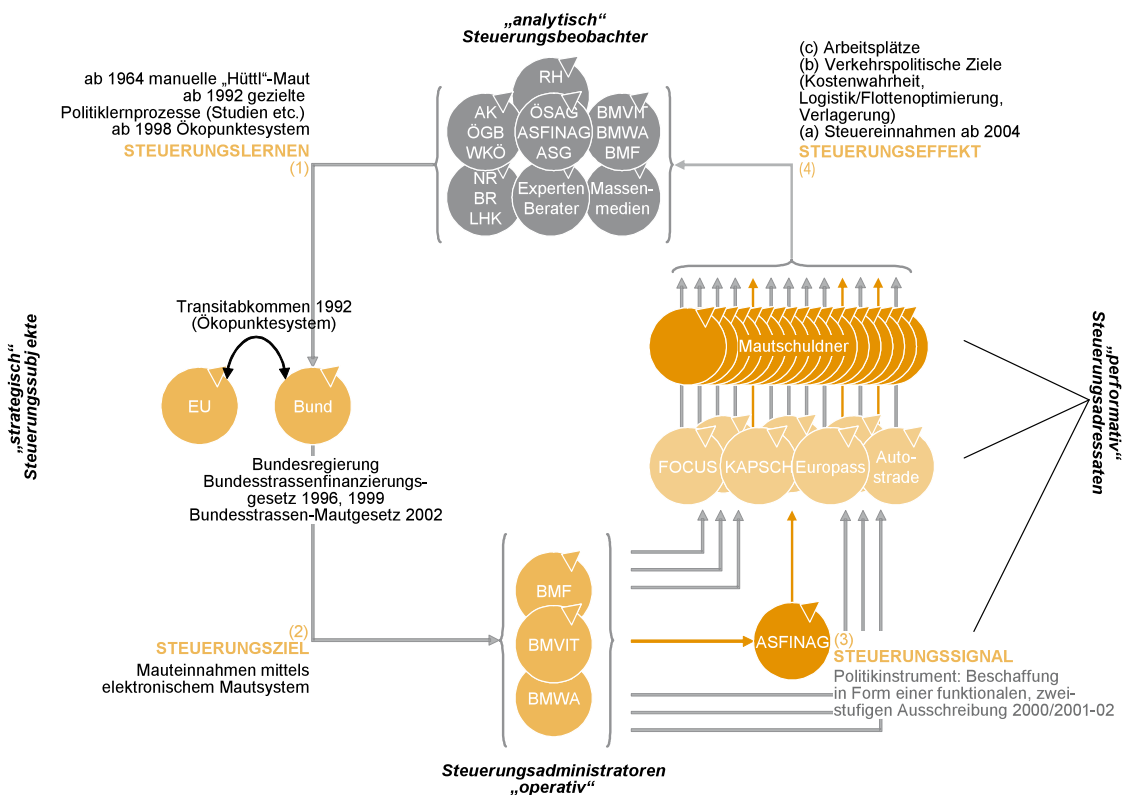 „analytisch“
Steuerungsbeobachter
ab 1964 manuelle „Hüttl“-Maut
ab 1992 gezielte
Politiklernprozesse (Studien etc.)
ab 1998 Ökopunktesystem
STEUERUNGSLERNEN
(1)
RH
AK
ÖGB
WKÖ
ÖSAG
ASFINAG
ASG
BMVIT
BMWA
BMF
NR
BR
LHK
Experten
Berater
Massen-
medien
(c) Arbeitsplätze
(b) Verkehrspolitische Ziele
(Kostenwahrheit,
Logistik/Flottenoptimierung,
Verlagerung)
(a) Steuereinnahmen ab 2004
STEUERUNGSEFFEKT
(4)
„strategisch“
Steuerungssubjekte
Transitabkommen 1992
(Ökopunktesystem)
EU
Bund
Bundesregierung
Bundesstrassenfinanzierungs-
gesetz 1996, 1999
Bundesstrassen-Mautgesetz 2002
Mautschuldner
FOCUS
KAPSCH
Europass
Auto-
strade
„performativ“
Steuerungsadressaten
(2)
STEUERUNGSZIEL
Mauteinnahmen mittels
elektronischem Mautsystem
BMF
BMVIT
BMWA
ASFINAG
(3)
STEUERUNGSSIGNAL
Politikinstrument: Beschaffung
in Form einer funktionalen, zwei-
stufigen Ausschreibung 2000/2001-02
Steuerungsadministratoren
„operativ“